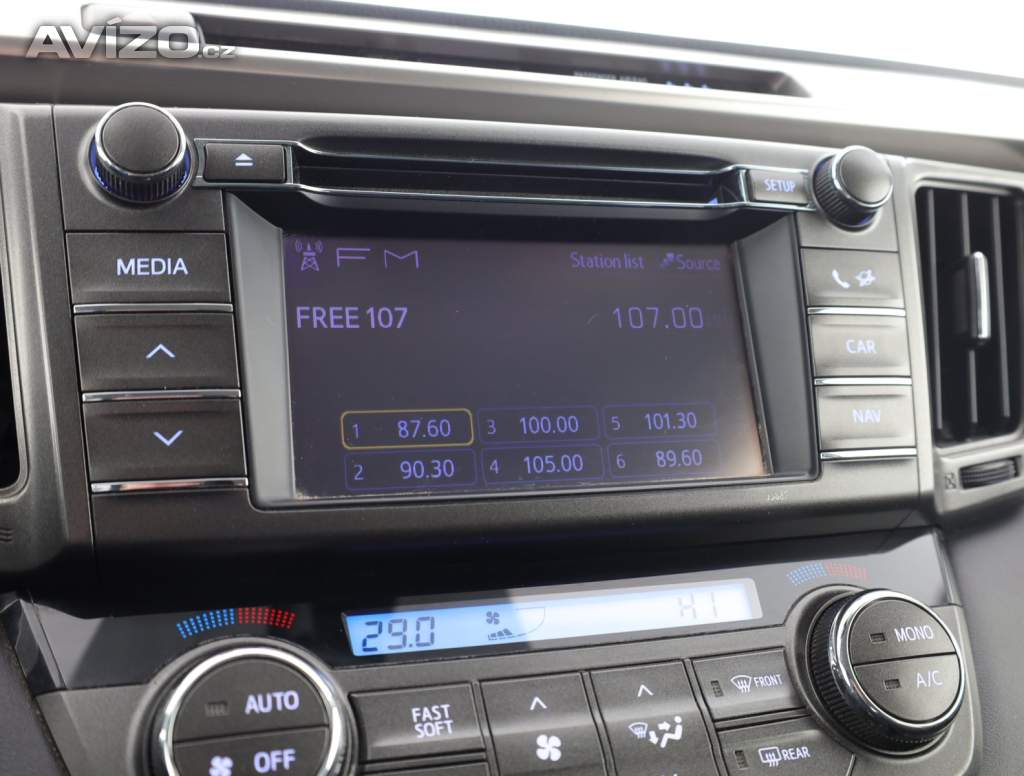 AVÍZO.cz
SETUP
MEDIA
FM
Station list
Source
FREE 107
107.00
CAR
NAV
1 87.60
3 100.00
5 101.30
2 90.30
4 105.00
6 89.60
29.0
HI
MONO
A/C
AUTO
OFF
FAST
SOFT
FRONT
REAR